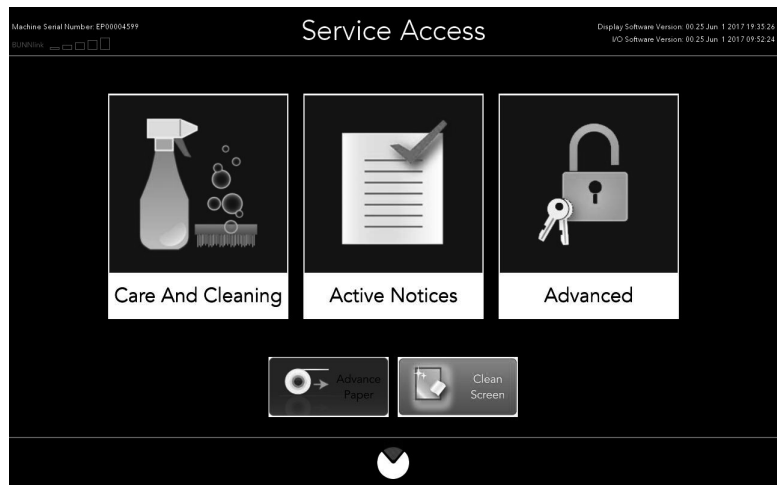 Machine Serial Number: EP00004599
BUNNlink
Service Access
Display Software Version: 00.25 Jun 1 2017 19:35:26
I/O Software Version: 00.25 Jun 1 2017 09:52:24
Care And Cleaning
Active Notices
Advanced
Advance
Paper
Clean
Screen